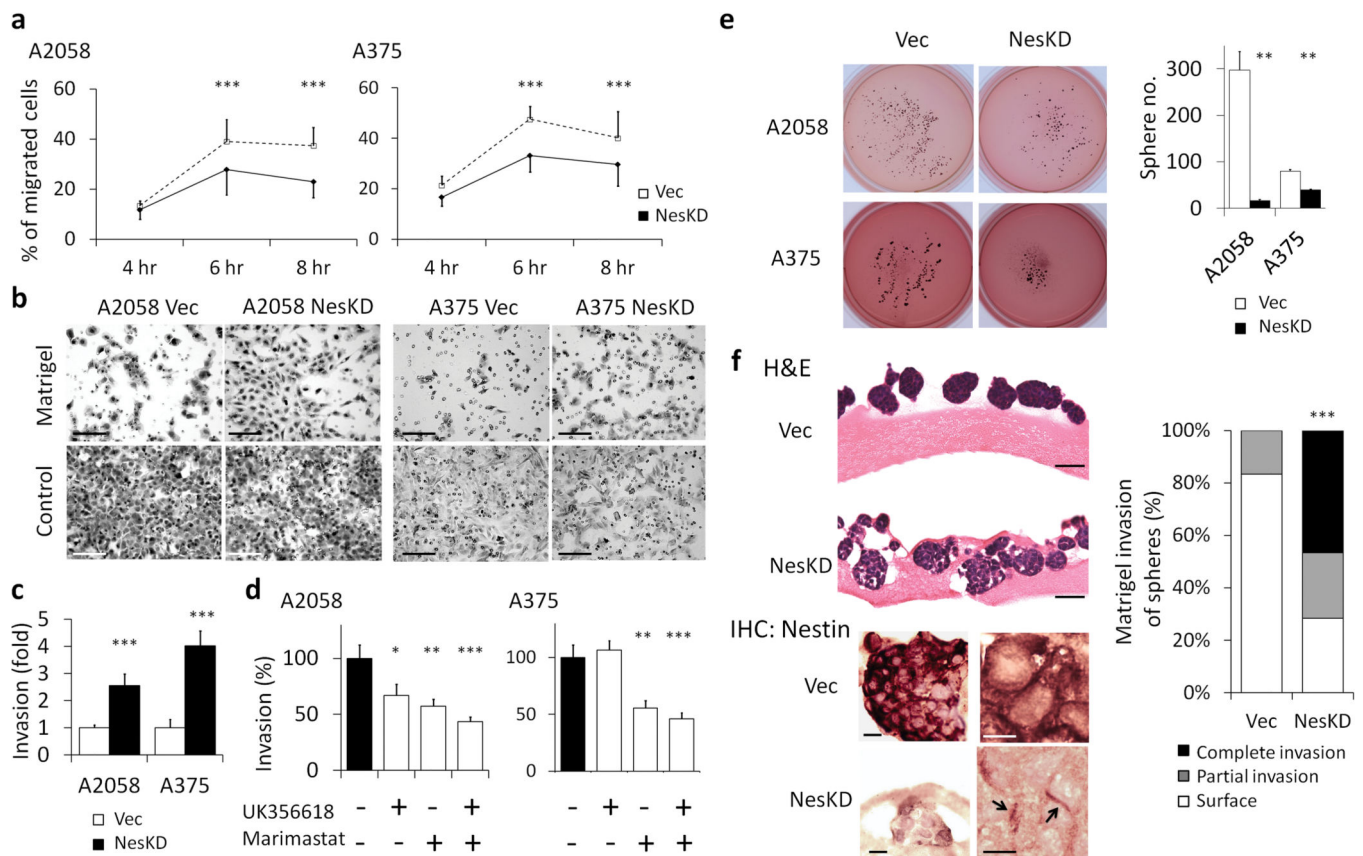 a
A2058
A375
% of migrated cells
60
40
20
0
***
***
***
***
4 hr
6 hr
8 hr
4 hr
6 hr
8 hr
Vec
NesKD
b
A2058 Vec
A2058 NesKD
A375 Vec
A375 NesKD
Matrigel
Control
c
Invasion (fold)
5
4
3
2
1
0
***
***
A2058
A375
Vec
NesKD
d
A2058
A375
Invasion (%)
100
50
0
*
**
***
100
50
0
**
***
UK356618
- + - +
- + - +
Marimastat
- - + +
- - + +
e
Vec
NesKD
A2058
A375
Sphere no.
300
200
100
0
**
**
A2058
A375
Vec
NesKD
f
H&E
Vec
NesKD
IHC: Nestin
Vec
NesKD
Matrigel invasion
of spheres (%)
100%
80%
60%
40%
20%
0%
***
Vec
NesKD
Complete invasion
Partial invasion
Surface